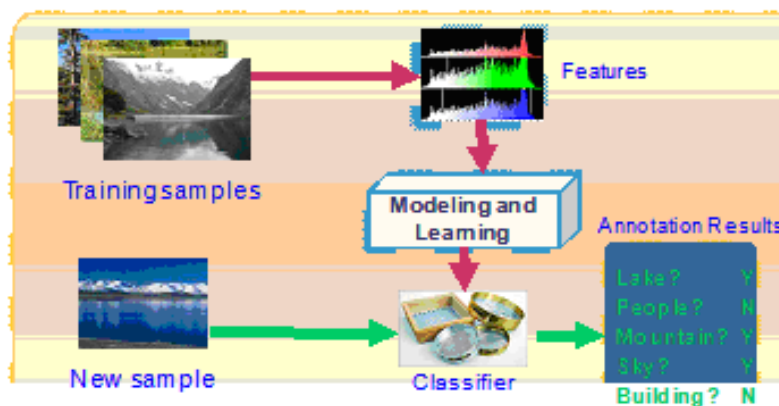 Features
Training samples
Modeling and
Learning
Annotation Results
Lake? Y
People? N
Mountain? Y
Sky? Y
Building? N
New sample
Classifier